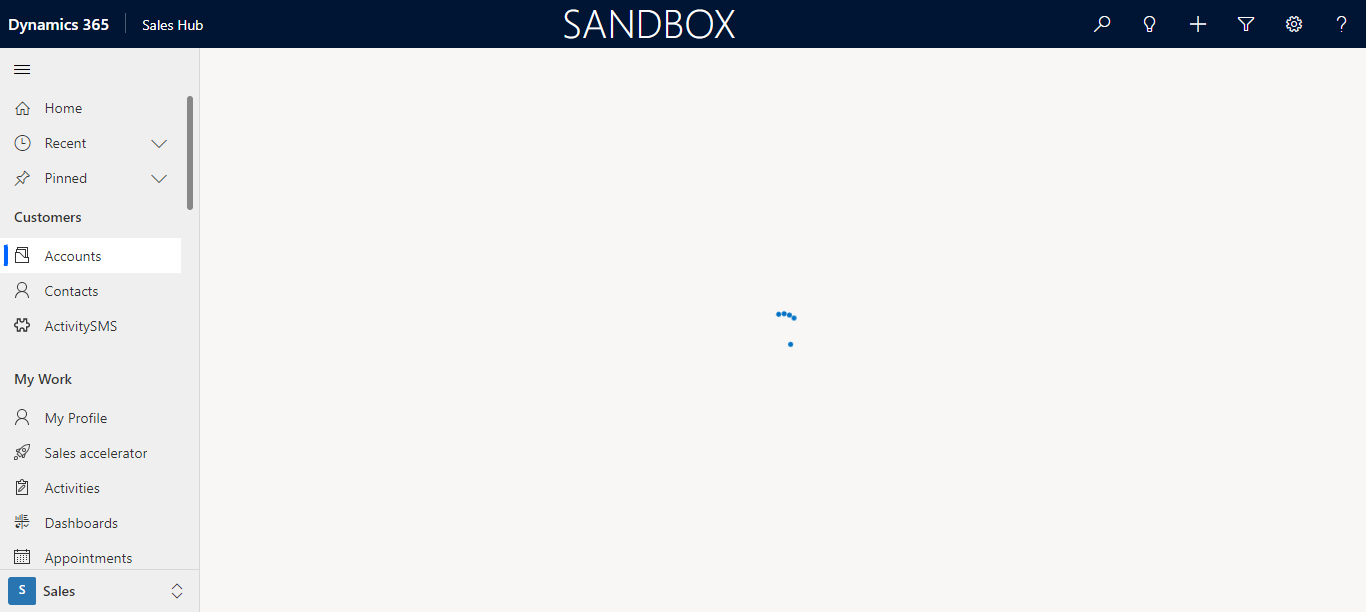 Dynamics 365
Sales Hub
SANDBOX
Home
Recent
Pinned
Customers
Accounts
Contacts
ActivitySMS
My Work
My Profile
Sales accelerator
Activities
Dashboards
Appointments
S
Sales